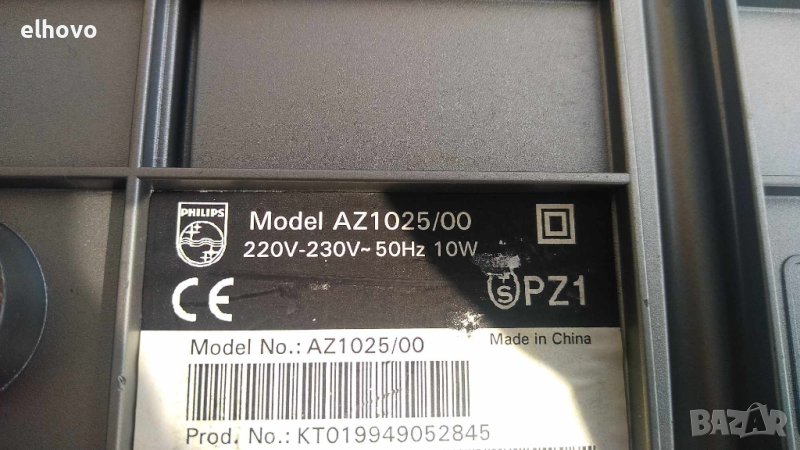 elhovo
PHILIPS
Model AZ1025/00
220V-230V~50Hz 10W
CE
S PZ1
Model No.: AZ1025/00
Made in China
Prod. No.: KT019949052845
BAZAR